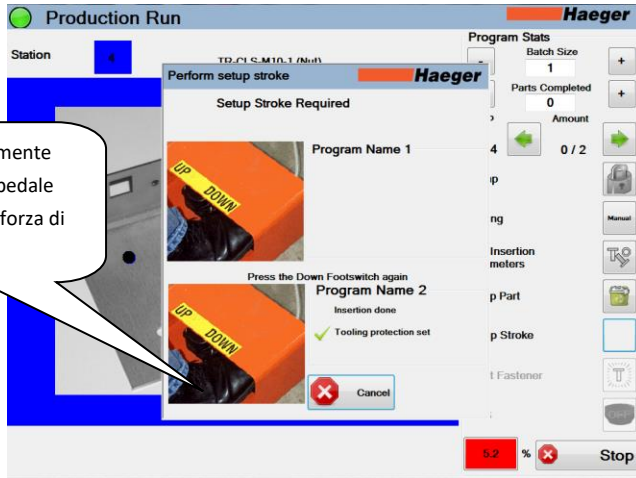 Production Run
Haeger
Station
4
TR-CLS-M10-1 (Nut)
Program Stats
Batch Size
-
1
+
Parts Completed
0
+
Amount
4
0 / 2
Perform setup stroke
Haeger
Setup Stroke Required
UP
DOWN
Program Name 1
Press the Down Footswitch again
UP
DOWN
Program Name 2
Insertion done
Tooling protection set
Cancel
mente
pedale
forza di
Manual
Insertion
meters
Part
Stroke
Fastener
T
OFF
5.2 %
Stop